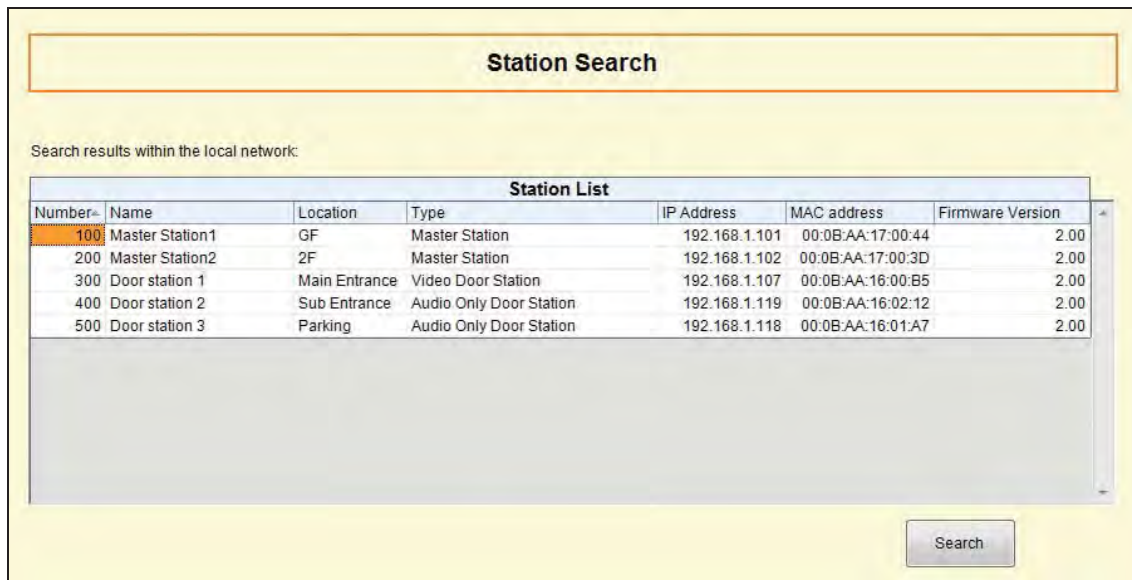 Station Search
Search results within the local network:
Station List
Number Name Location Type IP Address MAC address Firmware Version
100 Master Station1 GF Master Station 192.168.1.101 00:0B:AA:17:00:44 2.00
200 Master Station2 2F Master Station 192.168.1.102 00:0B:AA:17:00:3D 2.00
300 Door station 1 Main Entrance Video Door Station 192.168.1.107 00:0B:AA:16:00:B5 2.00
400 Door station 2 Sub Entrance Audio Only Door Station 192.168.1.119 00:0B:AA:16:02:12 2.00
500 Door station 3 Parking Audio Only Door Station 192.168.1.118 00:0B:AA:16:01:A7 2.00
Search